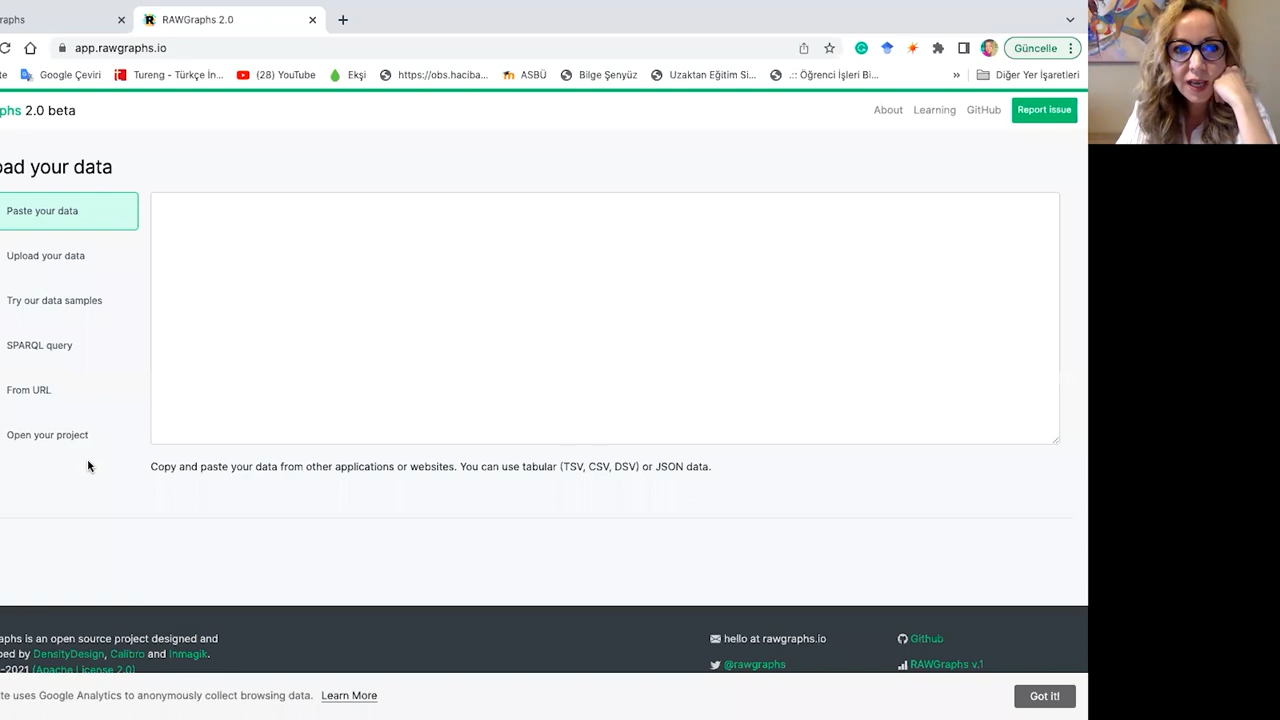 raphs
RAWGraphs 2.0
app.rawgraphs.io
Güncelle
te
Google Çeviri
Tureng - Türkçe İn...
(28) YouTube
Ekşi
https://obs.haciba...
ASBÜ
Bilge Şenyüz
Uzaktan Eğitim Si...
.:: Öğrenci İşleri Bi...
»
Diğer Yer İşaretleri
phs 2.0 beta
About
Learning
GitHub
Report issue
oad your data
Paste your data
Upload your data
Try our data samples
SPARQL query
From URL
Open your project
Copy and paste your data from other applications or websites. You can use tabular (TSV, CSV, DSV) or JSON data.
aphs is an open source project designed and
ped by DensityDesign, Calibro and Inmagik.
-2021 (Apache License 2.0)
hello at rawgraphs.io
@rawgraphs
Github
RAWGraphs v.1
te uses Google Analytics to anonymously collect browsing data. Learn More
Got it!